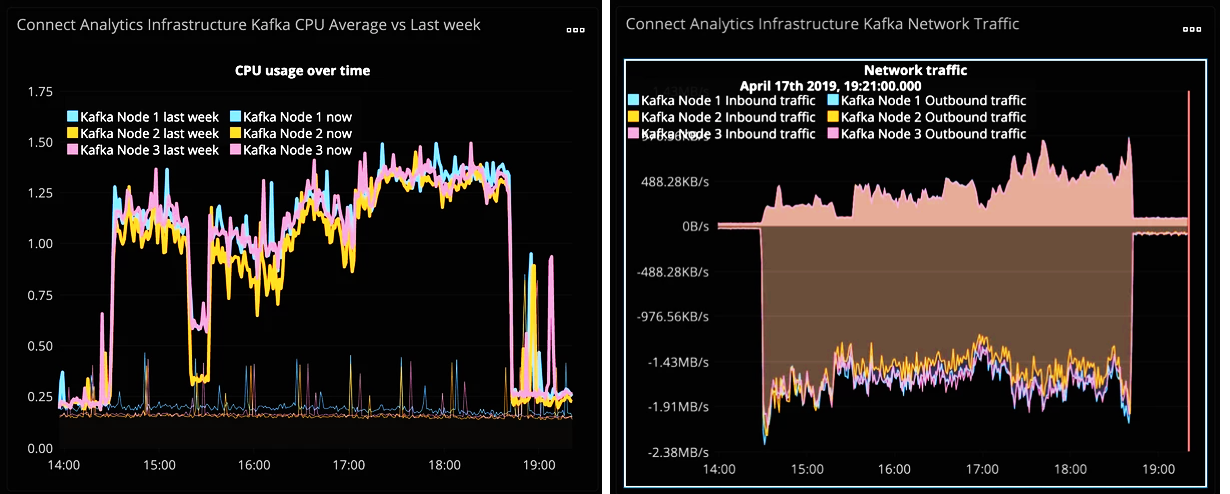 Connect Analytics Infrastructure Kafka CPU Average vs Last week
CPU usage over time
Kafka Node 1 last week Kafka Node 1 now
Kafka Node 2 last week Kafka Node 2 now
Kafka Node 3 last week Kafka Node 3 now
1.75
1.50
1.25
1.00
0.75
0.50
0.25
0.00
14:00 15:00 16:00 17:00 18:00 19:00
Connect Analytics Infrastructure Kafka Network Traffic
Network traffic
April 17th 2019, 19:21:00.000
Kafka Node 1 Inbound traffic Kafka Node 1 Outbound traffic
Kafka Node 2 Inbound traffic Kafka Node 2 Outbound traffic
Kafka Node 3 Inbound traffic Kafka Node 3 Outbound traffic
488.28KB/s
0B/s
-488.28KB/s
-976.56KB/s
-1.43MB/s
-1.91MB/s
-2.38MB/s
14:00 15:00 16:00 17:00 18:00 19:00